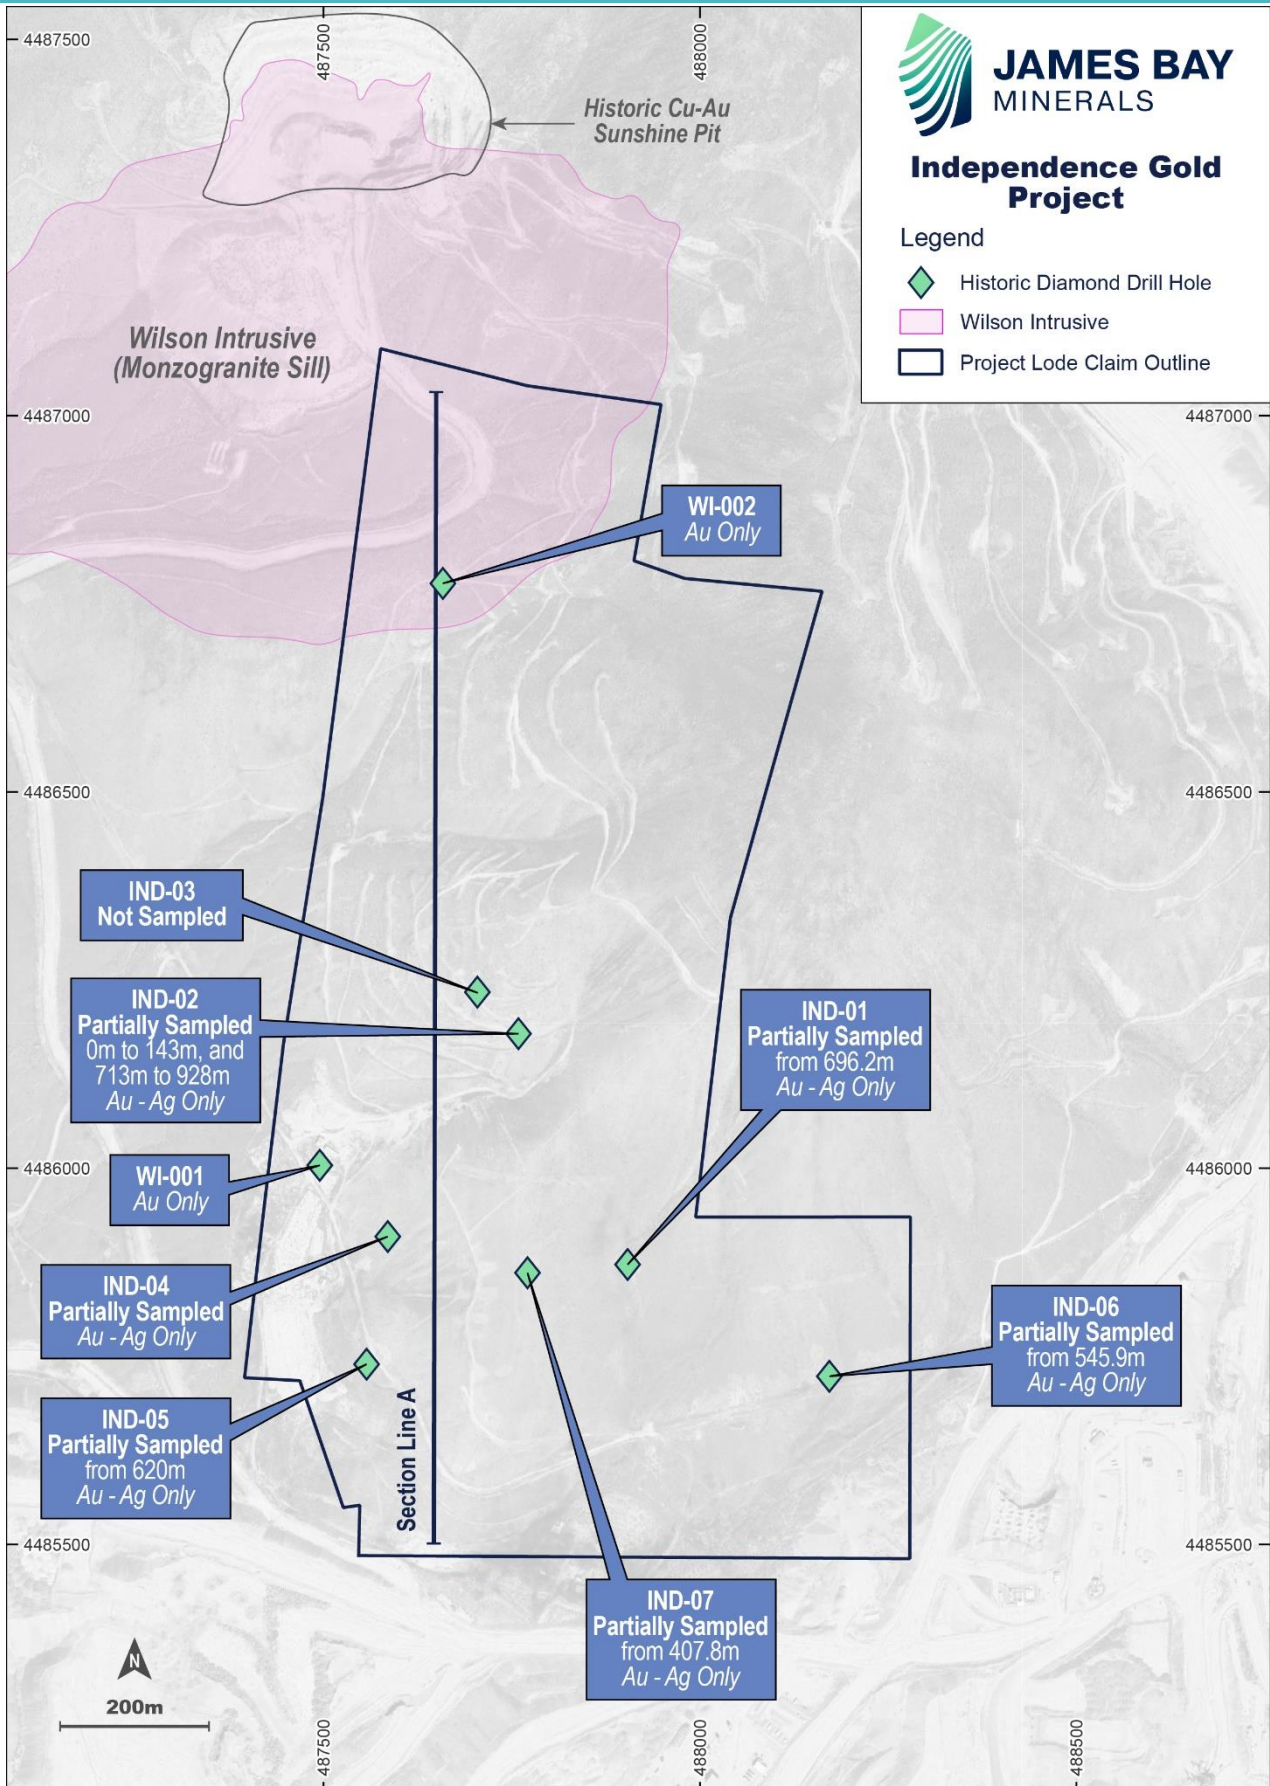 4487500
487500
488000
JAMES BAY
MINERALS
Independence Gold
Project
Legend
Historic Diamond Drill Hole
Wilson Intrusive
Project Lode Claim Outline
Historic Cu-Au
Sunshine Pit
Wilson Intrusive
(Monzogranite Sill)
4487000
4487000
WI-002
Au Only
4486500
4486500
IND-03
Not Sampled
IND-02
Partially Sampled
0m to 143m, and
713m to 928m
Au - Ag Only
IND-01
Partially Sampled
from 696.2m
Au - Ag Only
4486000
4486000
WI-001
Au Only
IND-04
Partially Sampled
Au - Ag Only
IND-06
Partially Sampled
from 545.9m
Au - Ag Only
IND-05
Partially Sampled
from 620m
Au - Ag Only
Section Line A
4485500
4485500
IND-07
Partially Sampled
from 407.8m
Au - Ag Only
N
200m
487500
488000
488500